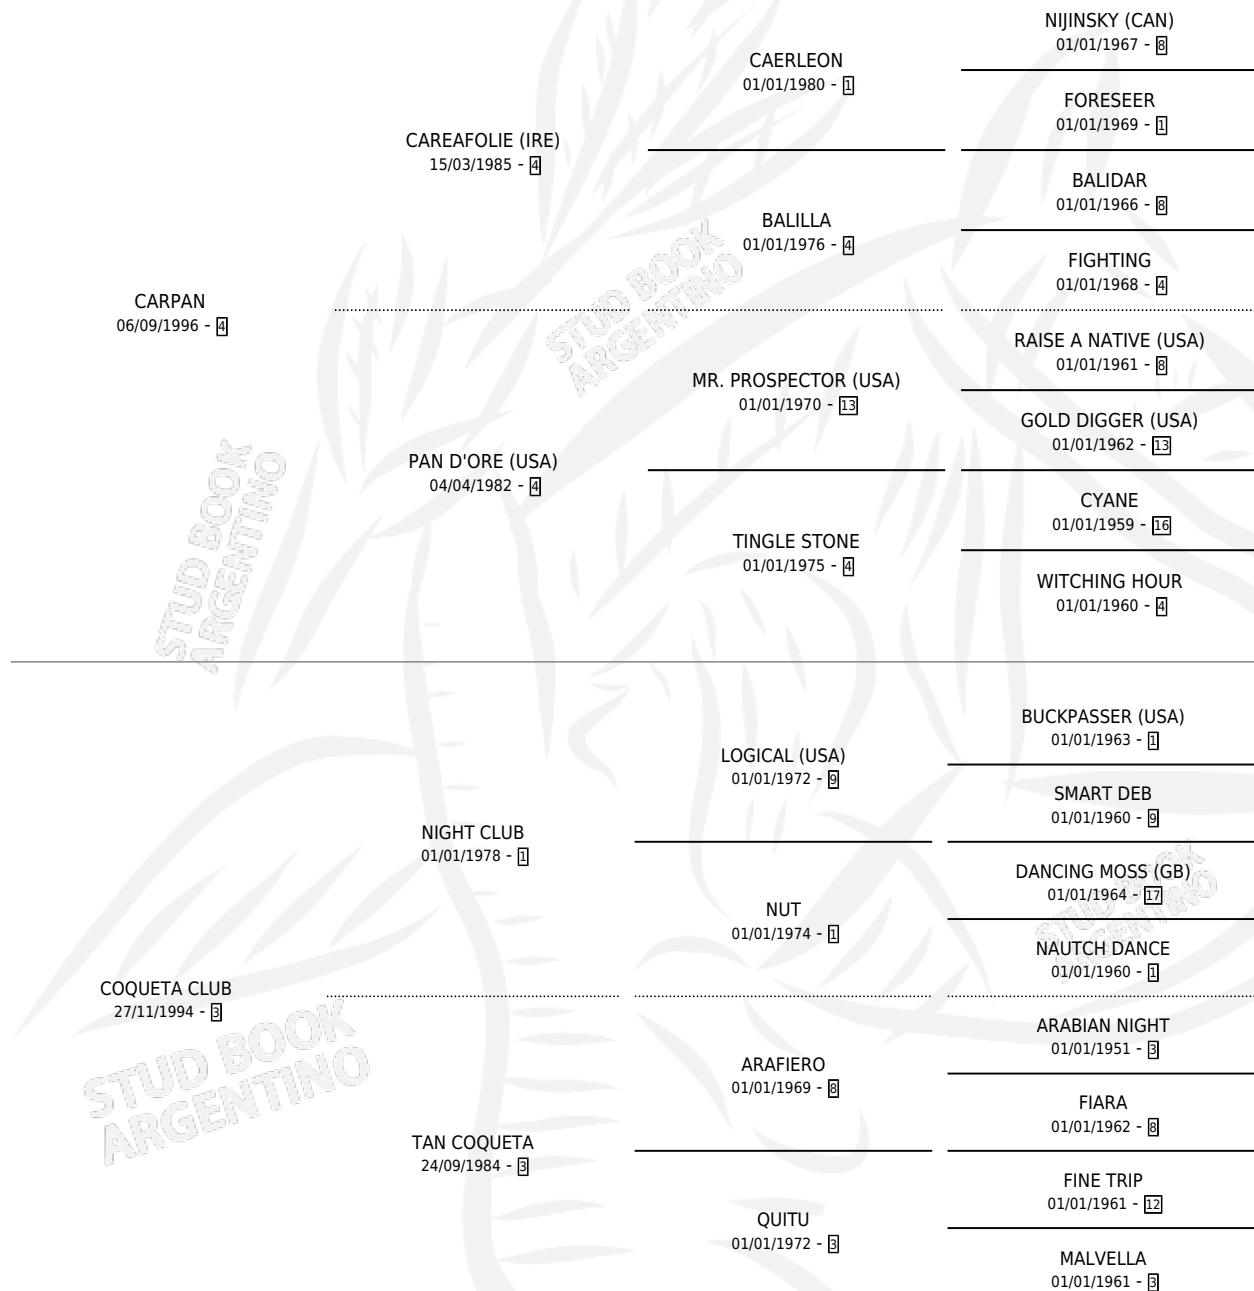 NIJINSKY (CAN)
01/01/1967 - 8
CAERLEON
01/01/1980 - 1
FORESEER
01/01/1969 - 1
CAREAFOLIE (IRE)
15/03/1985 - 4
BALIDAR
01/01/1966 - 8
BALILLA
01/01/1976 - 4
FIGHTING
01/01/1968 - 4
CARPAN
06/09/1996 - 4
STUD BOOK
ARGENTINO
RAISE A NATIVE (USA)
01/01/1961 - 8
MR. PROSPECTOR (USA)
01/01/1970 - 13
GOLD DIGGER (USA)
01/01/1962 - 13
PAN D'ORE (USA)
04/04/1982 - 4
CYANE
01/01/1959 - 16
TINGLE STONE
01/01/1975 - 4
WITCHING HOUR
01/01/1960 - 4
STUD BOOK
ARGENTINO
BUCKPASSER (USA)
01/01/1963 - 1
LOGICAL (USA)
01/01/1972 - 9
SMART DEB
01/01/1960 - 9
NIGHT CLUB
01/01/1978 - 1
DANCING MOSS (GB)
01/01/1964 - 17
NUT
01/01/1974 - 1
NAUTCH DANCE
01/01/1960 - 1
STUD BOOK
ARGENTINO
COQUETA CLUB
27/11/1994 - 3
STUD BOOK
ARGENTINO
ARABIAN NIGHT
01/01/1951 - 3
ARAFIERO
01/01/1969 - 8
FIARA
01/01/1962 - 8
TAN COQUETA
24/09/1984 - 3
FINE TRIP
01/01/1961 - 12
QUITU
01/01/1972 - 3
MALVELLA
01/01/1961 - 3